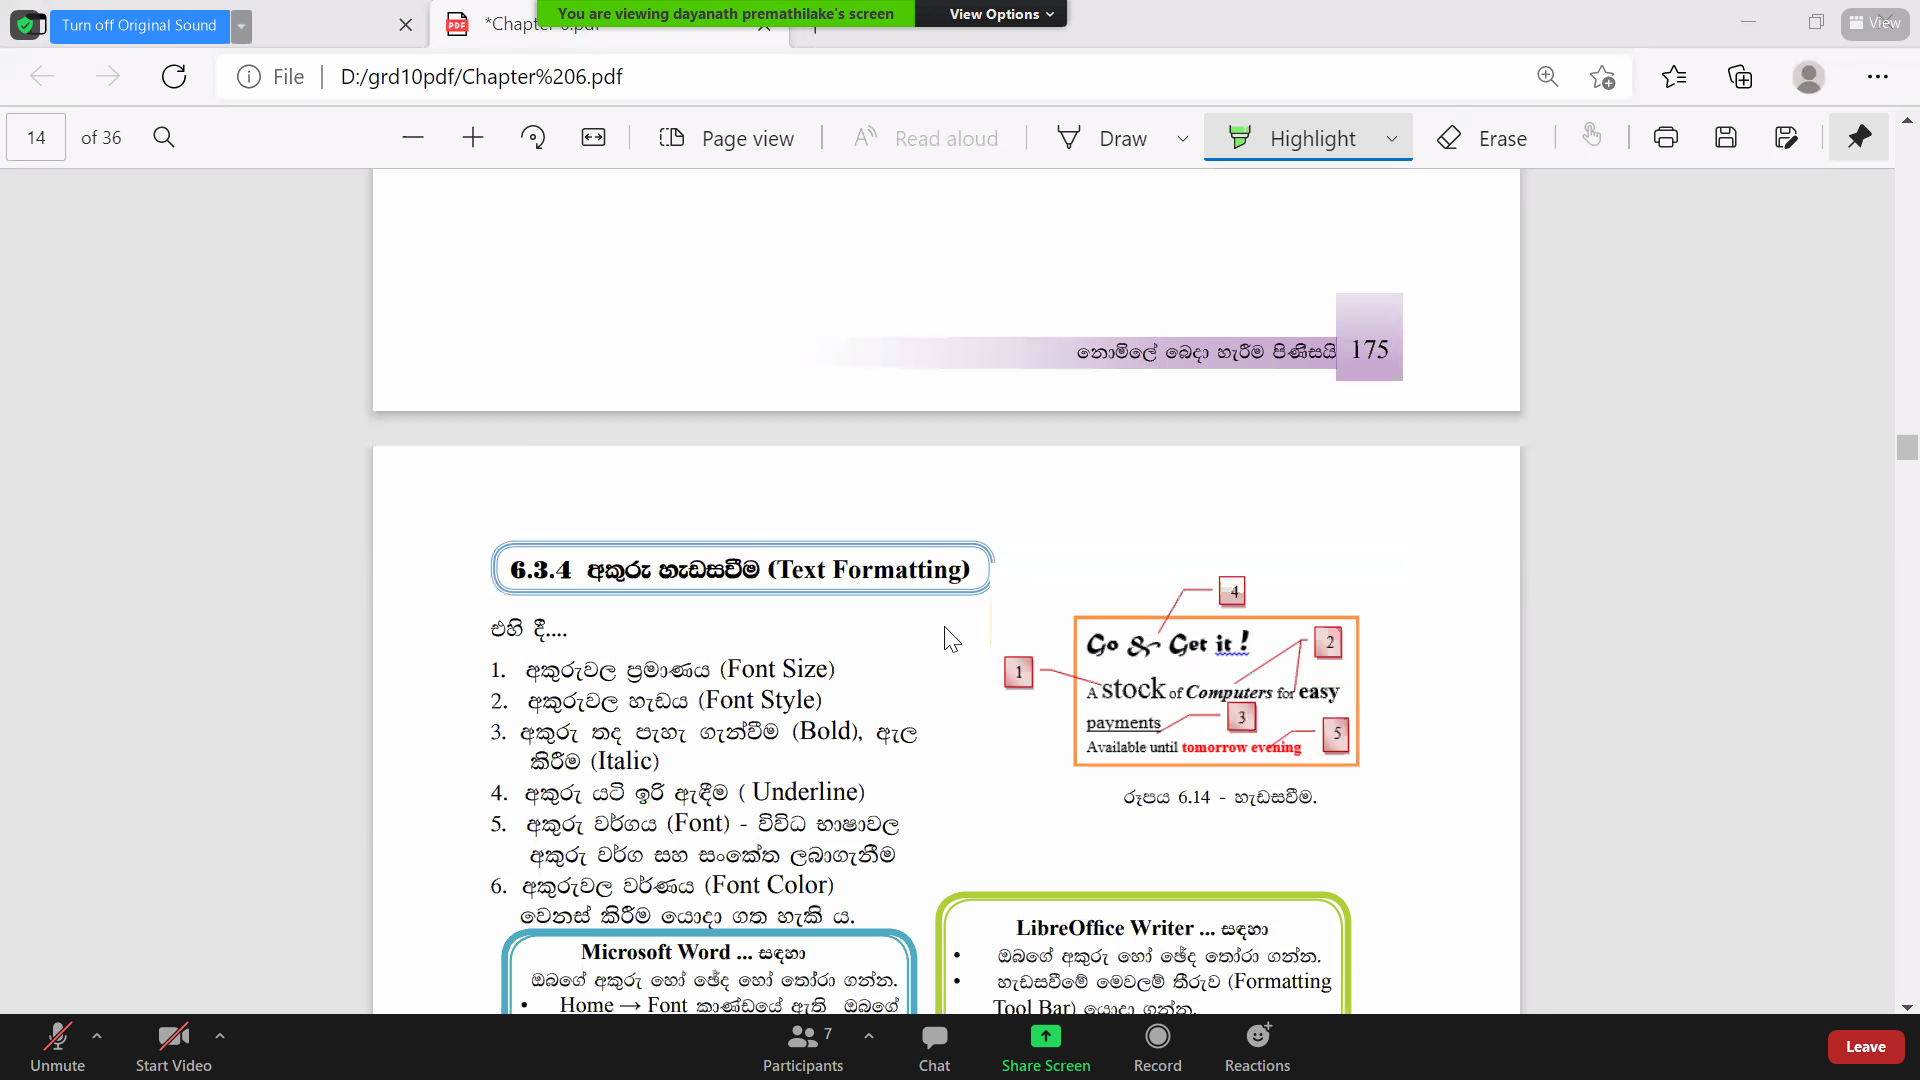 Turn off Original Sound
*Chapter 6.pdf
You are viewing dayanath premathilake's screen
View Options
View
File
D:/grd10pdf/Chapter%206.pdf
14 of 36
Page view
Read aloud
Draw
Highlight
Erase
නොමිලේ බෙදා හැරීම පිණිසයි 175
6.3.4 අකුරු හැඩසවීම (Text Formatting)
එහි දී....
1. අකුරුවල ප්‍රමාණය (Font Size)
2. අකුරුවල හැඩය (Font Style)
3. අකුරු තද පැහැ ගැන්වීම (Bold), ඇල
කිරීම (Italic)
4. අකුරු යටි ඉරි ඇඳීම ( Underline)
5. අකුරු වර්ගය (Font) - විවිධ භාෂාවල
අකුරු වර්ග සහ සංකේත ලබාගැනීම
6. අකුරුවල වර්ණය (Font Color)
වෙනස් කිරීම යොදා ගත හැකි ය.
4
Go & Get it !
2
1
A stock of Computers for easy
payments
3
5
Available until tomorrow evening
රූපය 6.14 - හැඩසවීම.
Microsoft Word ... සඳහා
ඔබගේ අකුරු හෝ ඡේද හෝ තෝරා ගන්න.
• Home → Font කාණ්ඩයේ ඇති ඔබගේ
LibreOffice Writer ... සඳහා
• ඔබගේ අකුරු හෝ ඡේද තෝරා ගන්න.
• හැඩසවීමේ මෙවලම් තීරුව (Formatting
Tool Bar) යොදා ගන්න.
Unmute
Start Video
7
Participants
Chat
Share Screen
Record
Reactions
Leave